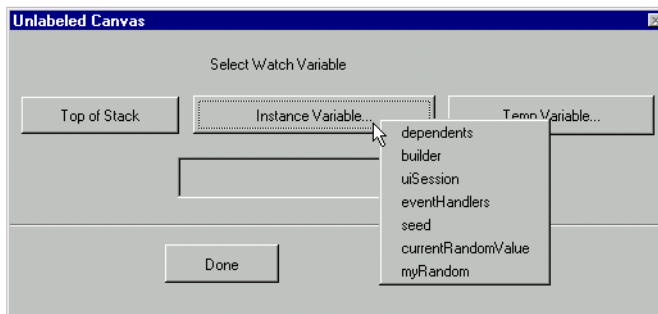 Unlabeled Canvas
Select Watch Variable
Top of Stack
Instance Variable...
Temp Variable...
dependents
builder
uiSession
eventHandlers
seed
currentRandomValue
myRandom
Done